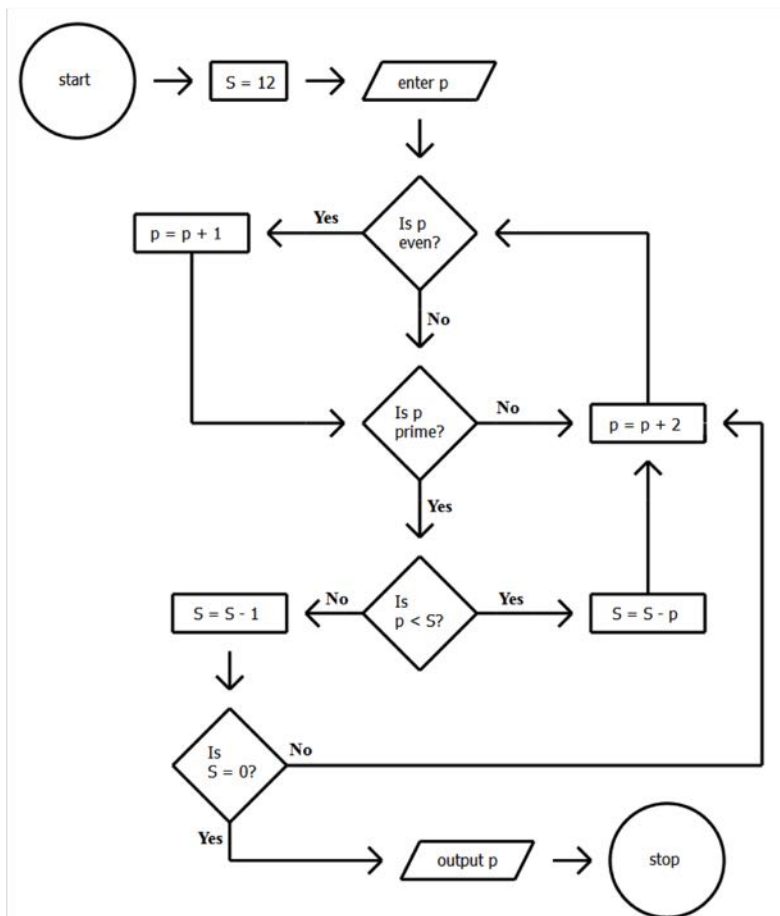 start
S = 12
enter p
Is p
even?
Yes
p = p + 1
No
Is p
prime?
No
p = p + 2
Yes
Is
p < S?
No
S = S - 1
Yes
S = S - p
Is
S = 0?
No
Yes
output p
stop